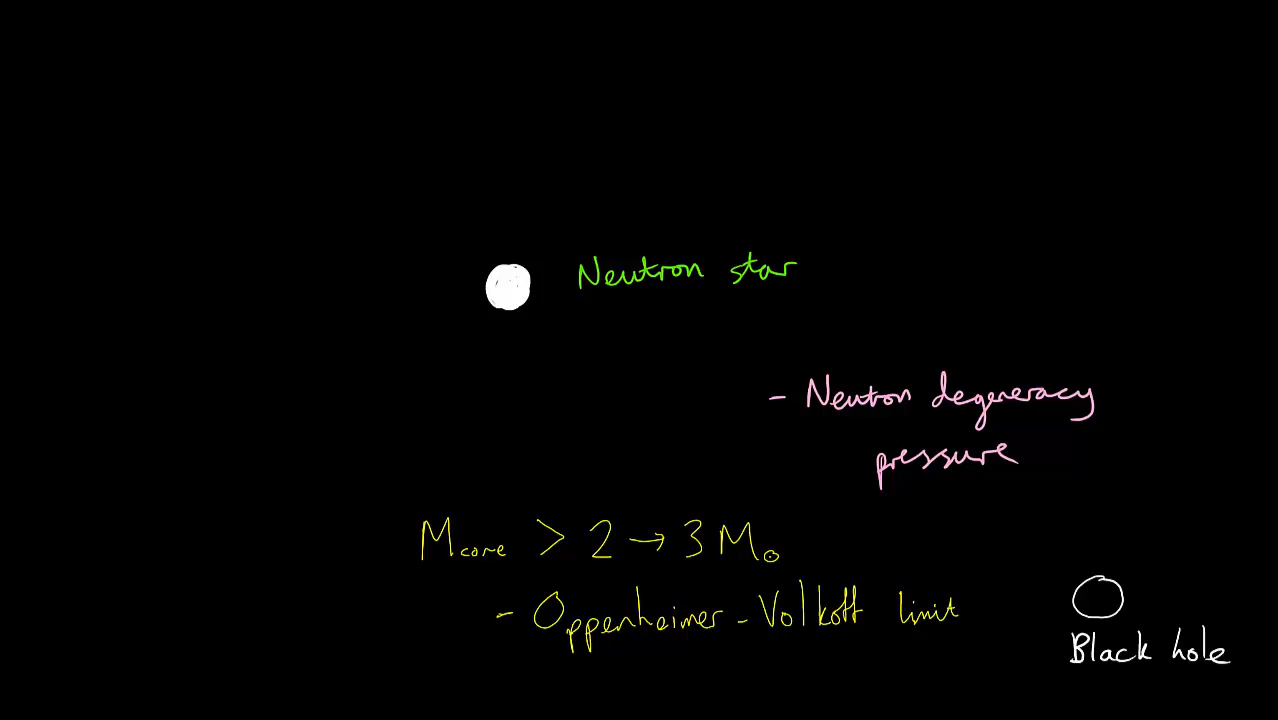 Neutron star
- Neutron degeneracy
pressure
Mcore > 2 → 3 M⊙
- Oppenheimer-Volkoff limit
Black hole